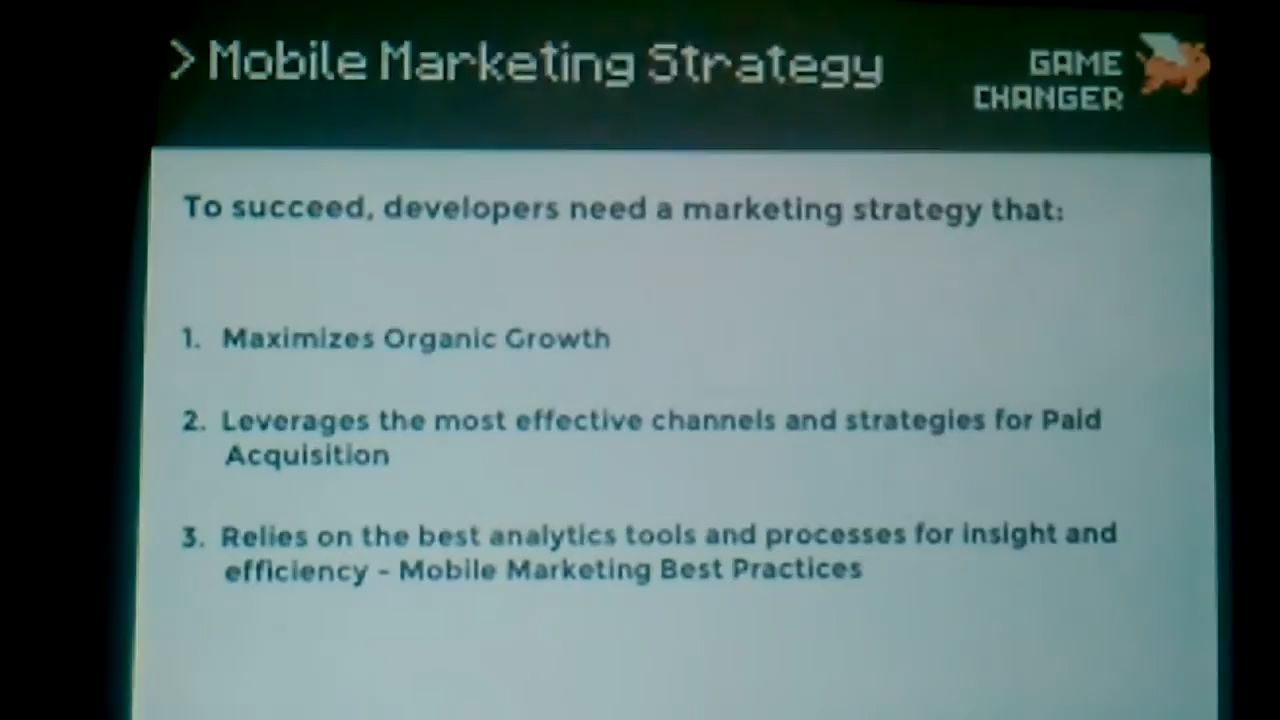 > Mobile Marketing Strategy
GAME
CHANGER
To succeed, developers need a marketing strategy that:
1. Maximizes Organic Growth
2. Leverages the most effective channels and strategies for Paid
Acquisition
3. Relies on the best analytics tools and processes for insight and
efficiency - Mobile Marketing Best Practices